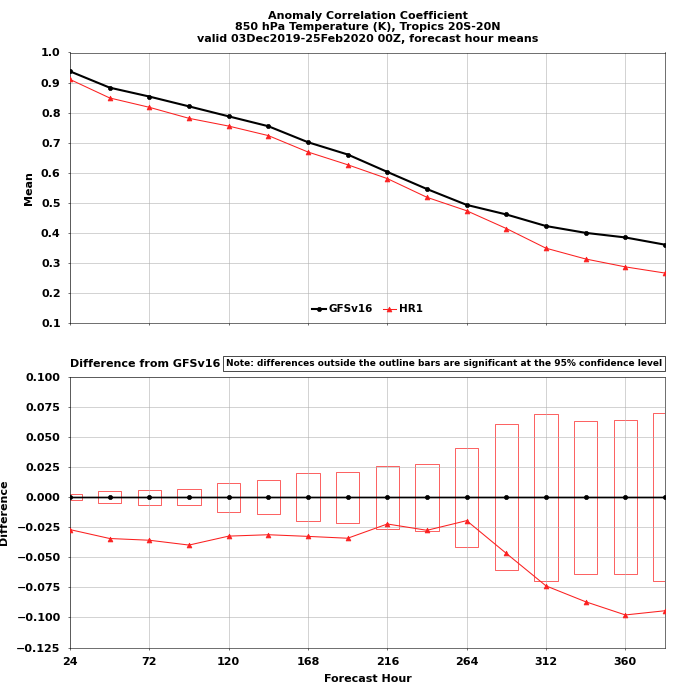 Anomaly Correlation Coefficient
850 hPa Temperature (K), Tropics 20S-20N
valid 03Dec2019-25Feb2020 00Z, forecast hour means
1.0
0.9
0.8
0.7
0.6
0.5
0.4
0.3
0.2
0.1
Mean
GFSv16 HR1
Difference from GFSv16 Note: differences outside the outline bars are significant at the 95% confidence level
0.100
0.075
0.050
0.025
0.000
−0.025
−0.050
−0.075
−0.100
−0.125
Difference
24 72 120 168 216 264 312 360
Forecast Hour